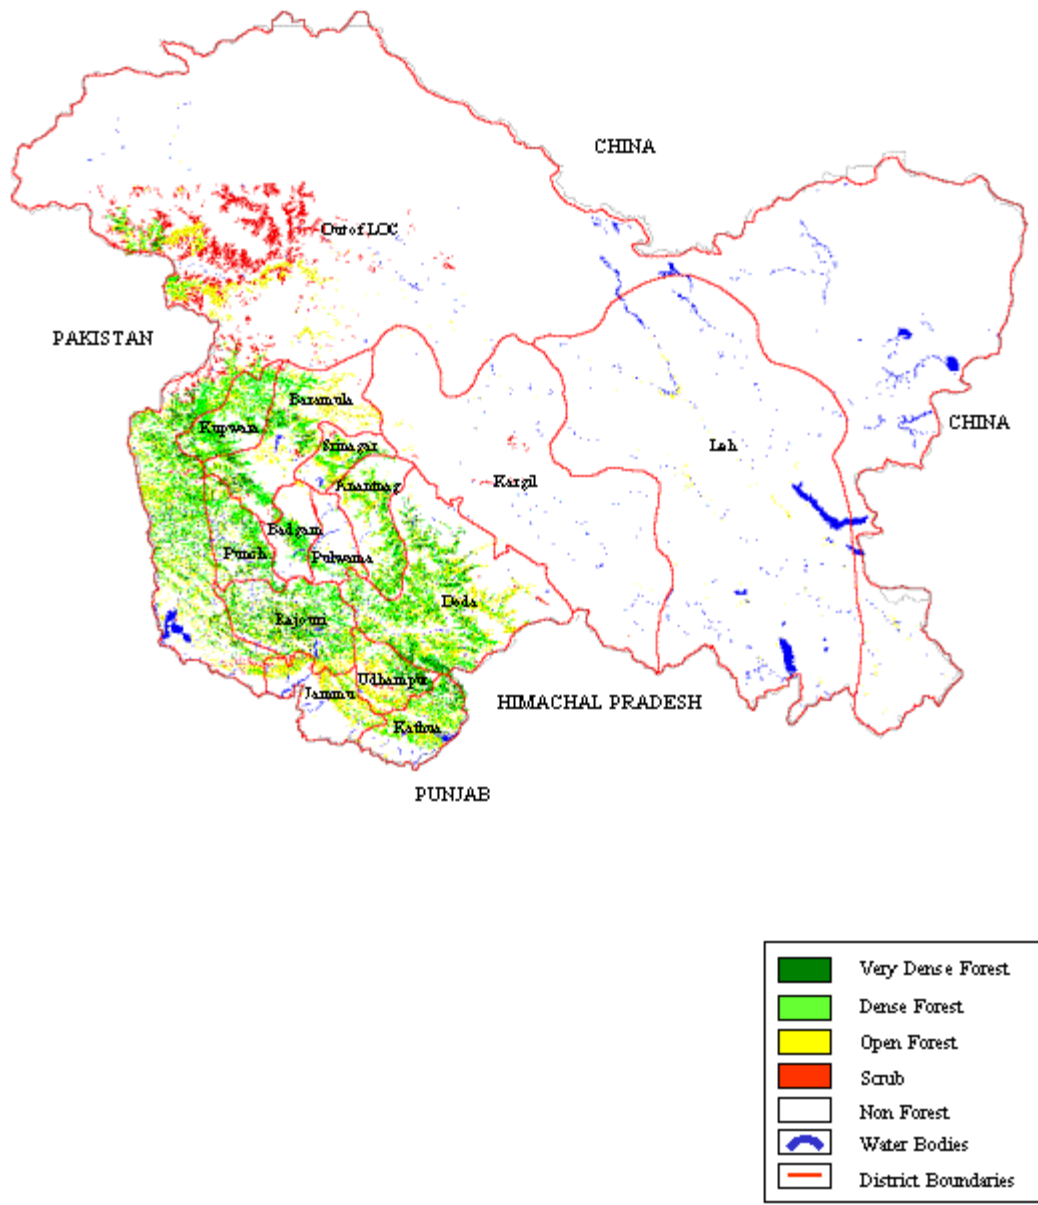 CHINA
Out of LOC
PAKISTAN
Baramula
CHINA
Kupwara
Srinagar
Leh
Anantnag
Kargil
Badgam
Punch
Pulwama
Doda
Rajouri
Udhampur
Jammu
HIMACHAL PRADESH
Kathua
PUNJAB
Very Dense Forest
Dense Forest
Open Forest
Scrub
Non Forest
Water Bodies
District Boundaries